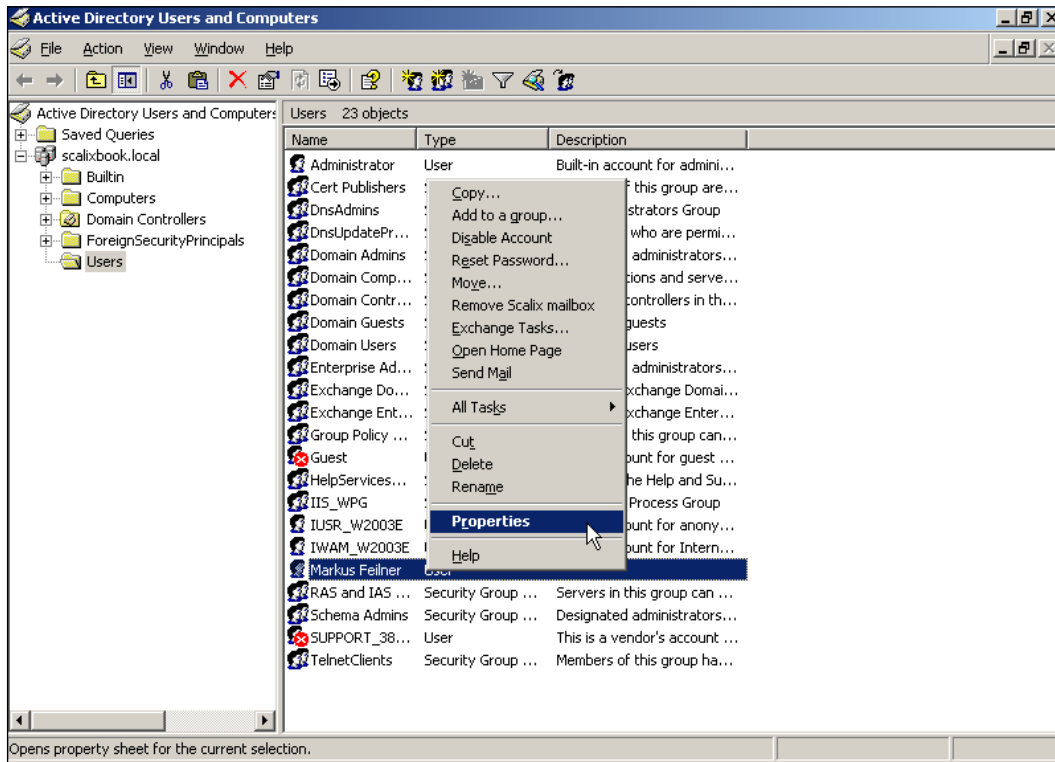 Active Directory Users and Computers
File Action View Window Help
Active Directory Users and Computers
Saved Queries
scalixbook.local
Builtin
Computers
Domain Controllers
ForeignSecurityPrincipals
Users
Users 23 objects
Name Type Description
Administrator User Built-in account for admini...
Cert Publishers this group are...
DnsAdmins strators Group
DnsUpdatePr... who are permi...
Domain Admins administrators...
Domain Comp... tions and serve...
Domain Contr... controllers in th...
Domain Guests guests
Domain Users users
Enterprise Ad... administrators...
Exchange Do... xchange Domai...
Exchange Ent... xchange Enter...
Group Policy ... this group can...
Guest ount for guest ...
HelpServices... he Help and Su...
IIS_WPG Process Group
IUSR_W2003E ount for anony...
IWAM_W2003E ount for Intern...
Markus Feilner User
RAS and IAS ... Security Group ... Servers in this group can ...
Schema Admins Security Group ... Designated administrators...
SUPPORT_38... User This is a vendor's account ...
TelnetClients Security Group ... Members of this group ha...
Copy...
Add to a group...
Disable Account
Reset Password...
Move...
Remove Scalix mailbox
Exchange Tasks...
Open Home Page
Send Mail
All Tasks
Cut
Delete
Rename
Properties
Help
Opens property sheet for the current selection.